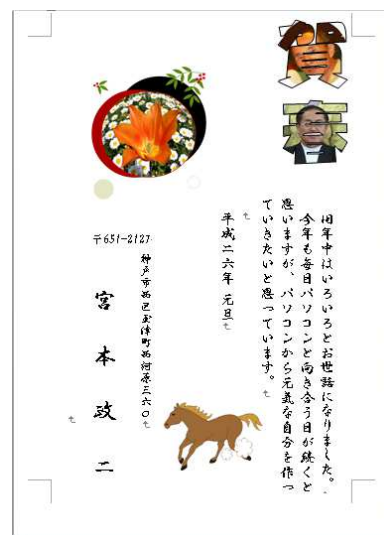 賀春
旧年中はいろいろとお世話になりました。
今年も毎日パソコンと向き合う日が続くと
思いますが、パソコンから元気な自分を作っ
ていきたいと思っています。
平成二六年 元旦
〒651-2127
神戸市西区玉津町西河原三六〇
宮本政二